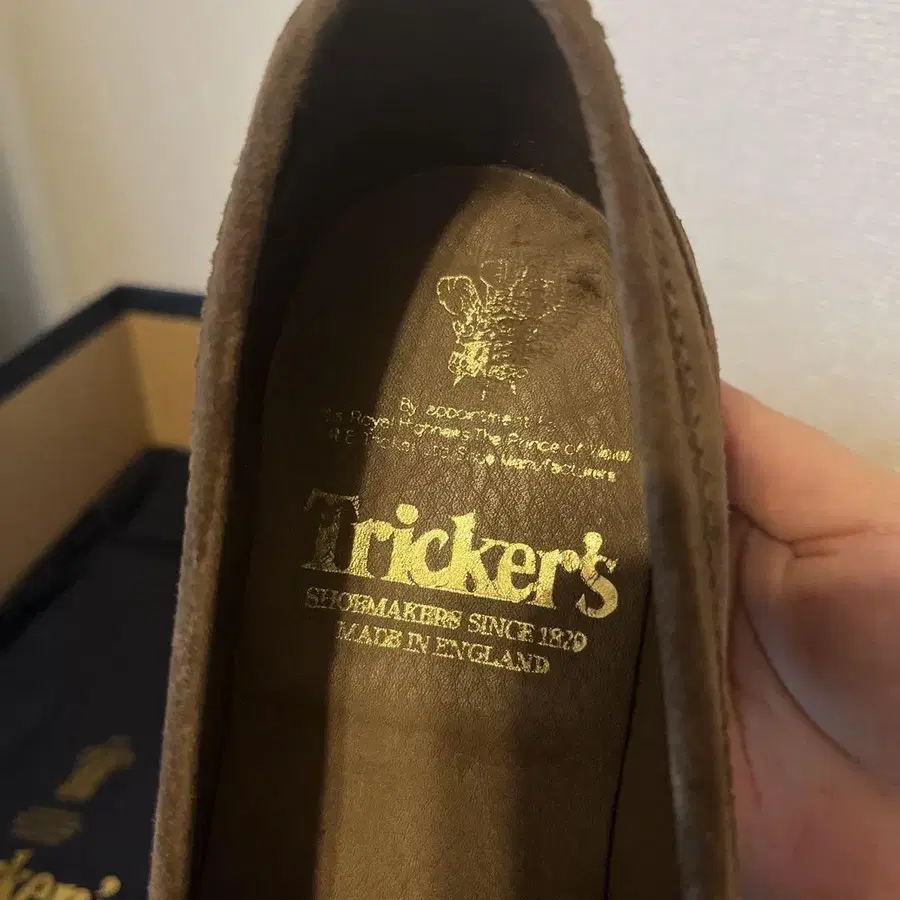 By appointment to
His Royal Highness The Prince of Wales
R.E. Tricker Ltd Shoe Manufacturers
Tricker's
SHOEMAKERS SINCE 1829
MADE IN ENGLAND
cker's